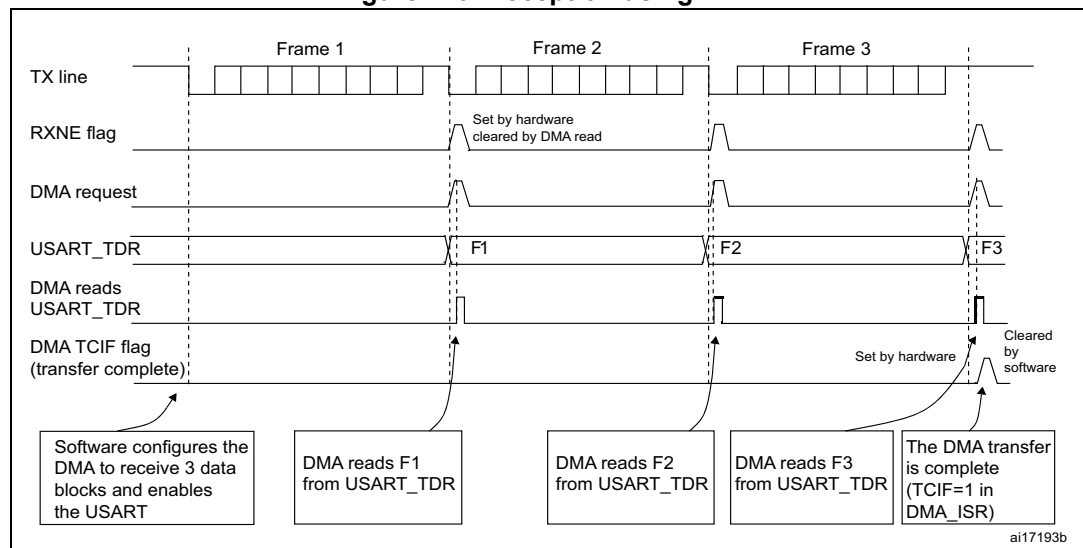 Frame 1
Frame 2
Frame 3
TX line
RXNE flag
Set by hardware
cleared by DMA read
DMA request
USART_TDR
F1
F2
F3
DMA reads
USART_TDR
DMA TCIF flag
(transfer complete)
Set by hardware
Cleared
by
software
Software configures the
DMA to receive 3 data
blocks and enables
the USART
DMA reads F1
from USART_TDR
DMA reads F2
from USART_TDR
DMA reads F3
from USART_TDR
The DMA transfer
is complete
(TCIF=1 in
DMA_ISR)
ai17193b